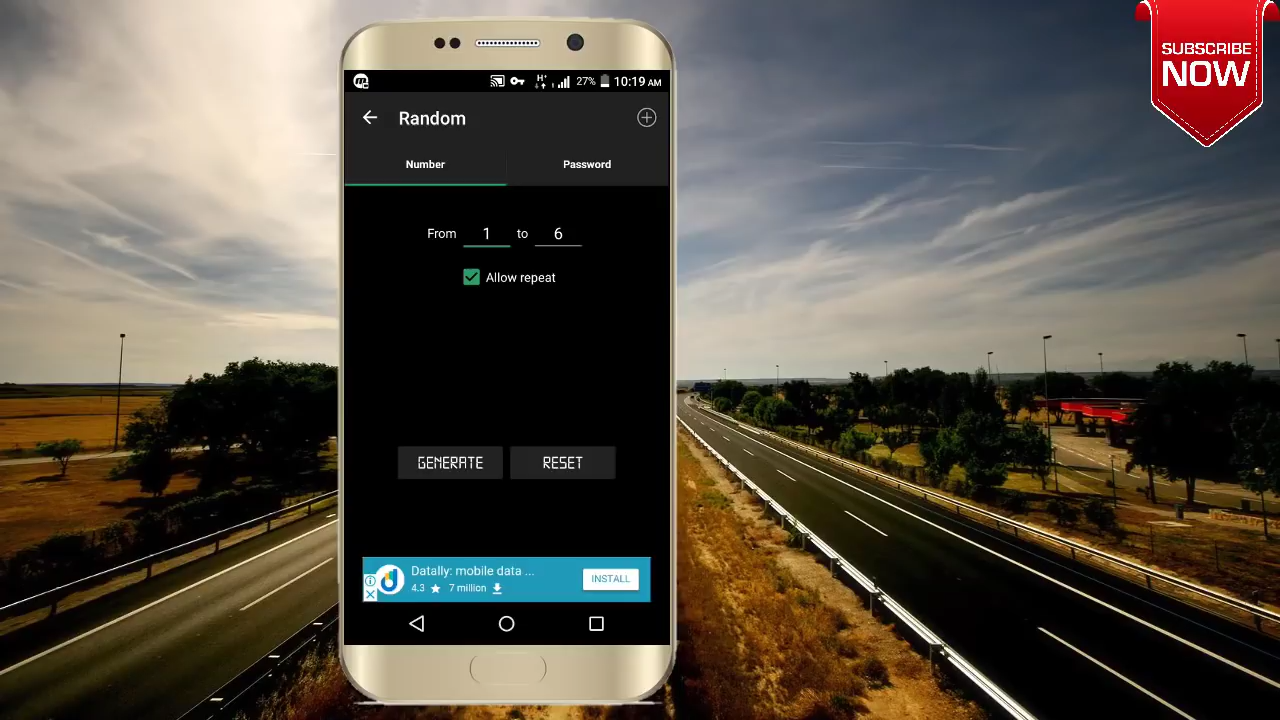 SUBSCRIBE
NOW
H+ 27% 10:19 AM
Random
Number Password
From 1 to 6
Allow repeat
GENERATE RESET
Datally: mobile data ...
4.3 ★ 7 million
INSTALL